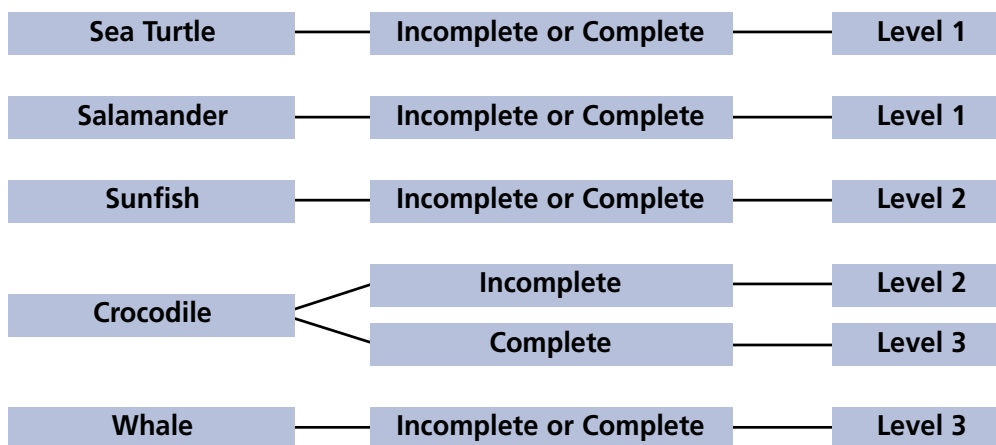 Sea Turtle Incomplete or Complete Level 1
Salamander Incomplete or Complete Level 1
Sunfish Incomplete or Complete Level 2
Crocodile
Incomplete Level 2
Complete Level 3
Whale Incomplete or Complete Level 3